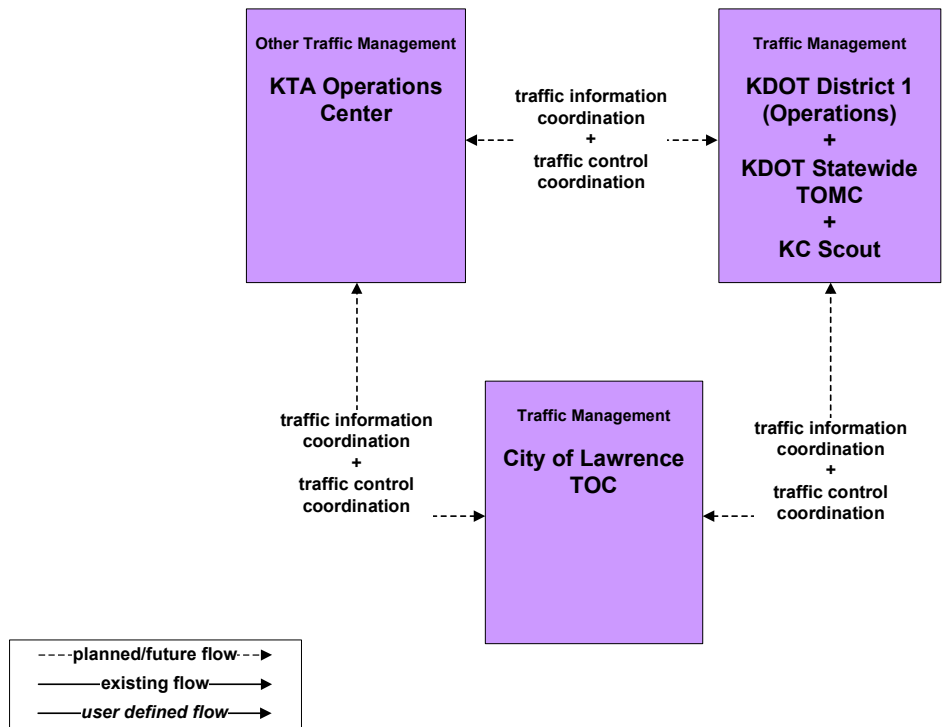 Other Traffic Management
KTA Operations
Center
traffic information
coordination
+
traffic control
coordination
Traffic Management
KDOT District 1
(Operations)
+
KDOT Statewide
TOMC
+
KC Scout
traffic information
coordination
+
traffic control
coordination
Traffic Management
City of Lawrence
TOC
traffic information
coordination
+
traffic control
coordination
planned/future flow
existing flow
user defined flow